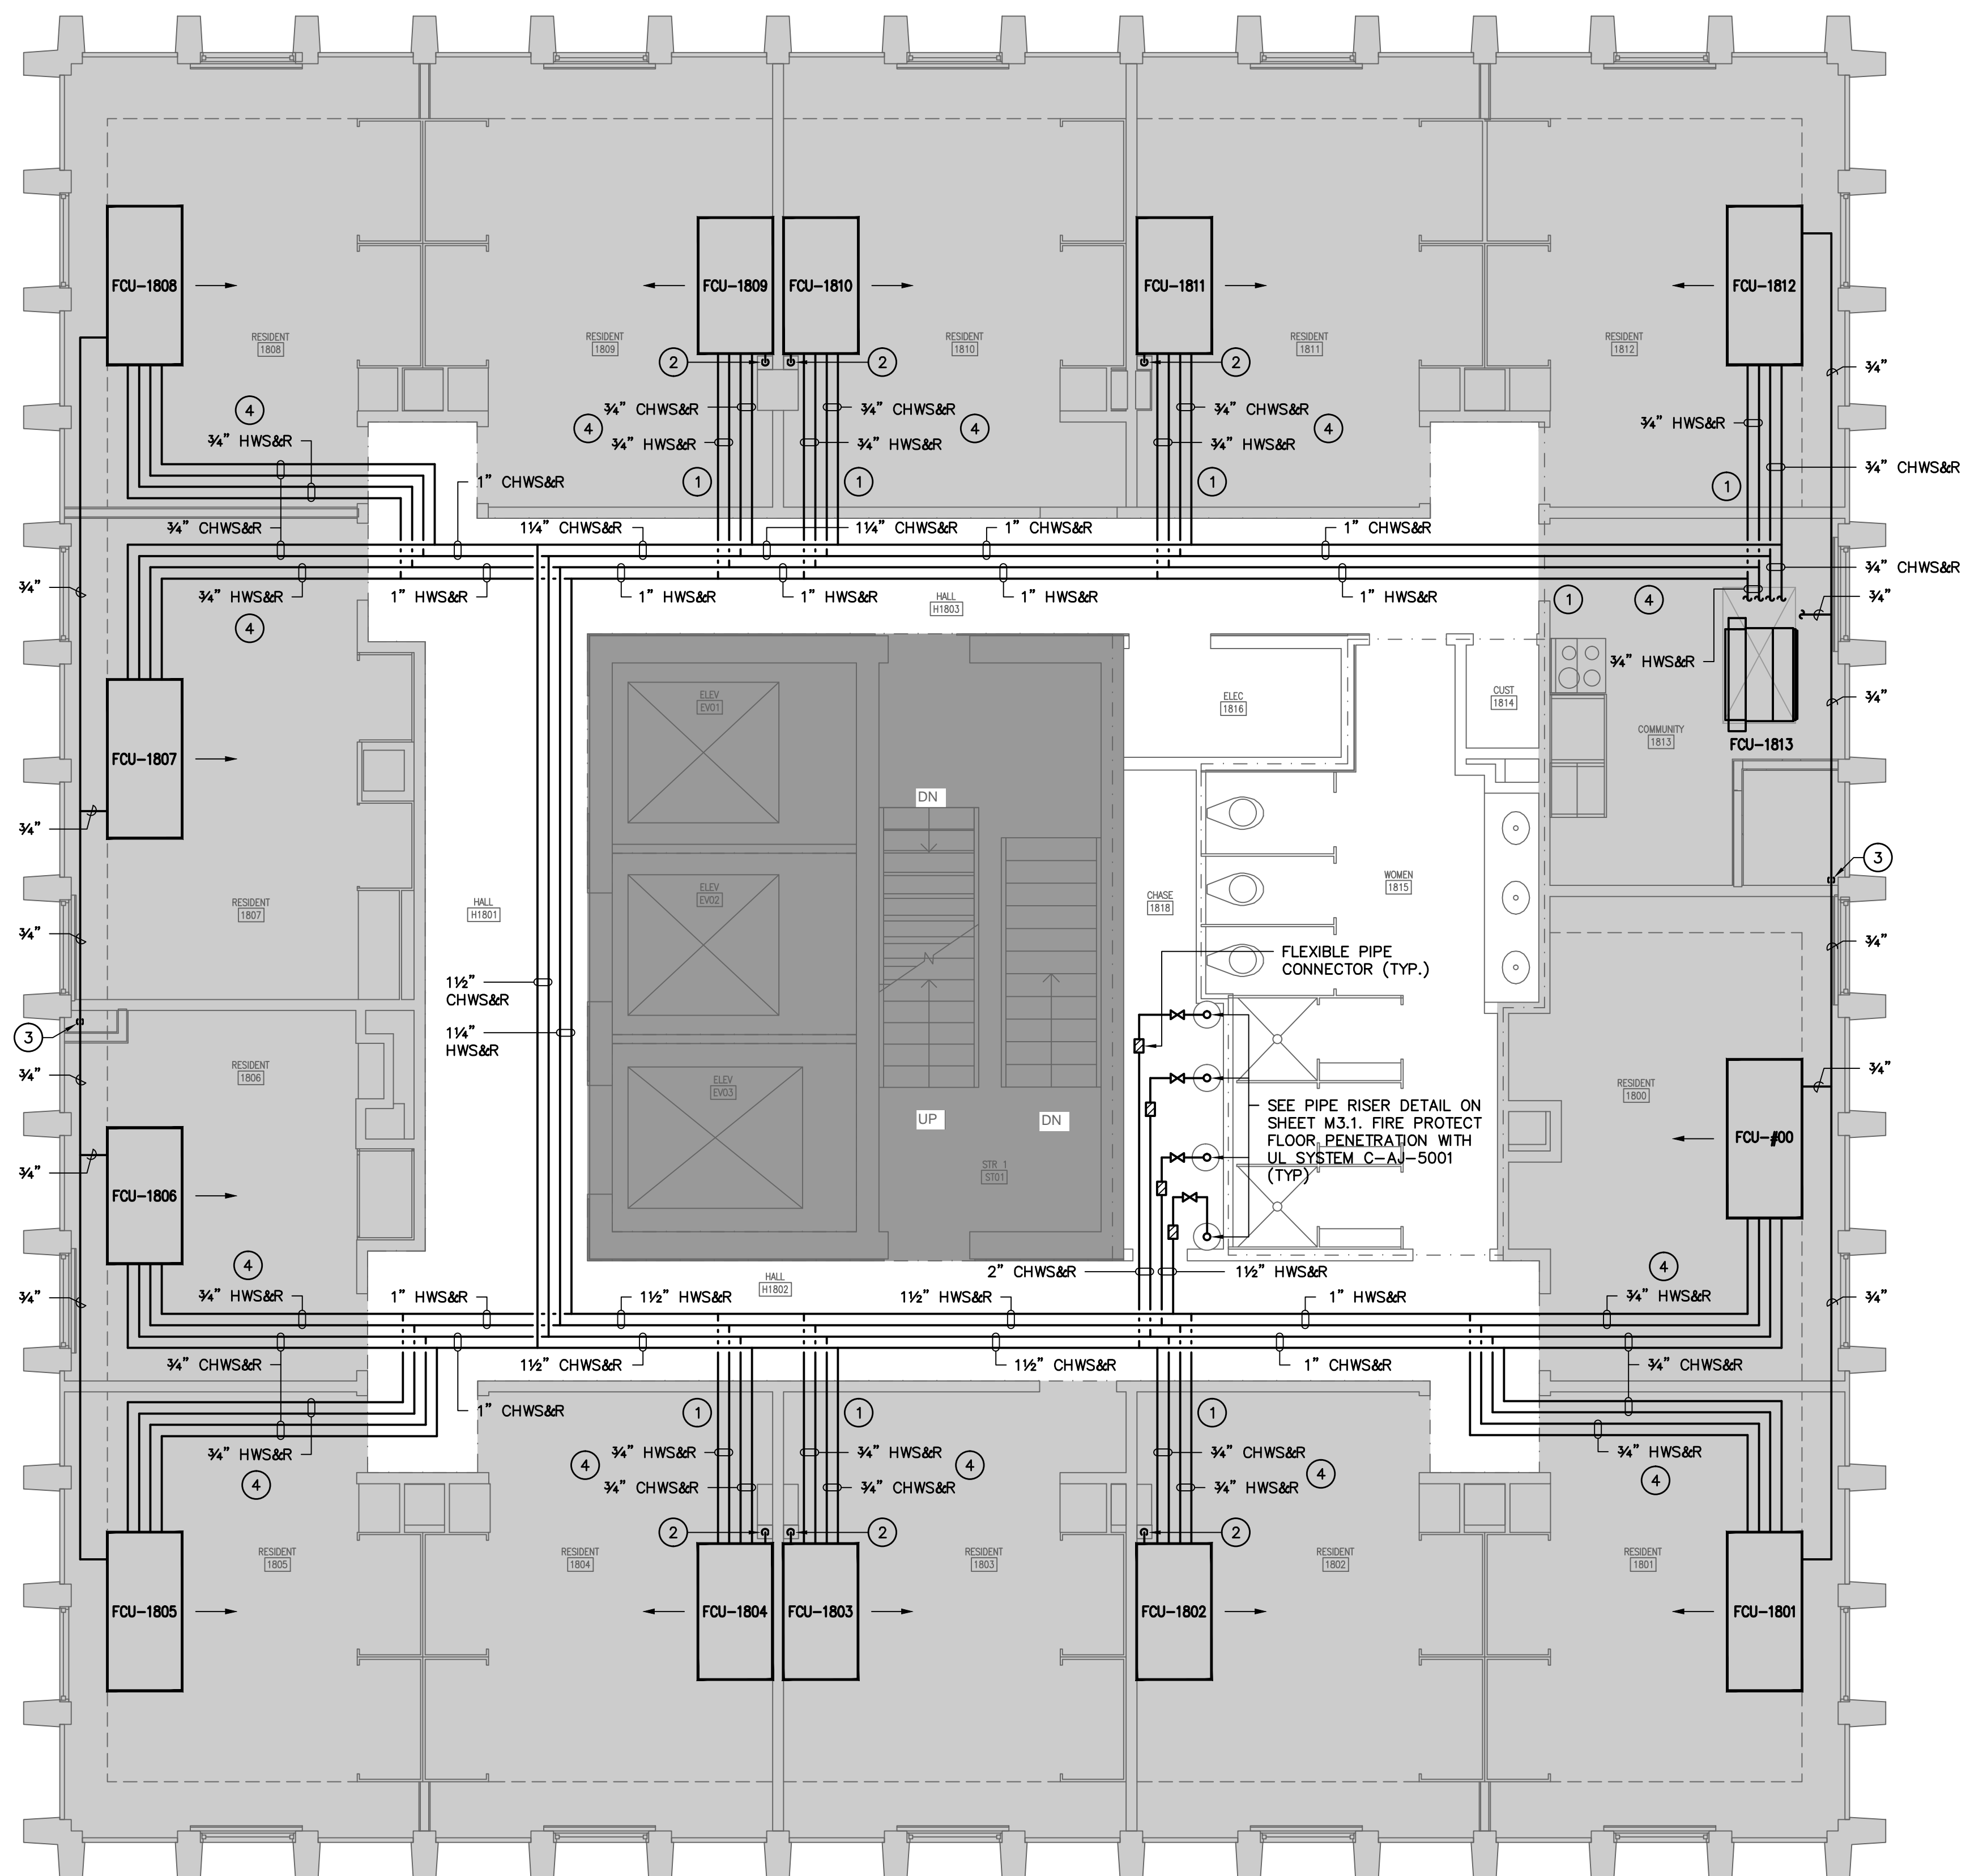 FCU-1808
FCU-1809
FCU-1810
FCU-1811
FCU-1812
RESIDENT
1808
RESIDENT
1809
RESIDENT
1810
RESIDENT
1811
RESIDENT
1812
2
2
2
¾"
4
¾" CHWS&R
¾" CHWS&R
¾" CHWS&R
4
4
4
¾" HWS&R
¾" HWS&R
¾" HWS&R
¾" HWS&R
¾" HWS&R
¾" CHWS&R
1" CHWS&R
1
1
1
1
¾" CHWS&R
1¼" CHWS&R
1¼" CHWS&R
1" CHWS&R
1" CHWS&R
¾" CHWS&R
¾"
¾" HWS&R
1" HWS&R
1" HWS&R
1" HWS&R
1" HWS&R
1" HWS&R
1
4
¾"
4
HALL
H1803
¾" HWS&R
ELEV
EV01
ELEC
1816
CUST
1814
¾"
COMMUNITY
1813
FCU-1813
FCU-1807
DN
¾"
3
RESIDENT
1807
HALL
H1801
ELEV
EV02
CHASE
1818
WOMEN
1815
¾"
¾"
FLEXIBLE PIPE
CONNECTOR (TYP.)
1½"
CHWS&R
1¼"
HWS&R
3
RESIDENT
1806
¾"
ELEV
EV03
¾"
RESIDENT
1800
SEE PIPE RISER DETAIL ON
SHEET M3.1. FIRE PROTECT
FLOOR PENETRATION WITH
UL SYSTEM C-AJ-5001
(TYP)
UP
DN
FCU-#00
¾"
STR 1
ST01
FCU-1806
4
4
HALL
H1802
2" CHWS&R
1½" HWS&R
¾"
¾" HWS&R
1" HWS&R
1½" HWS&R
1½" HWS&R
1" HWS&R
¾" HWS&R
¾"
¾" CHWS&R
1½" CHWS&R
1½" CHWS&R
1" CHWS&R
¾" CHWS&R
1" CHWS&R
1
1
1
¾" HWS&R
¾" HWS&R
¾" HWS&R
¾" CHWS&R
¾" HWS&R
4
4
4
4
4
¾" CHWS&R
¾" CHWS&R
¾" HWS&R
2
2
2
RESIDENT
1805
RESIDENT
1804
RESIDENT
1803
RESIDENT
1802
RESIDENT
1801
FCU-1805
FCU-1804
FCU-1803
FCU-1802
FCU-1801